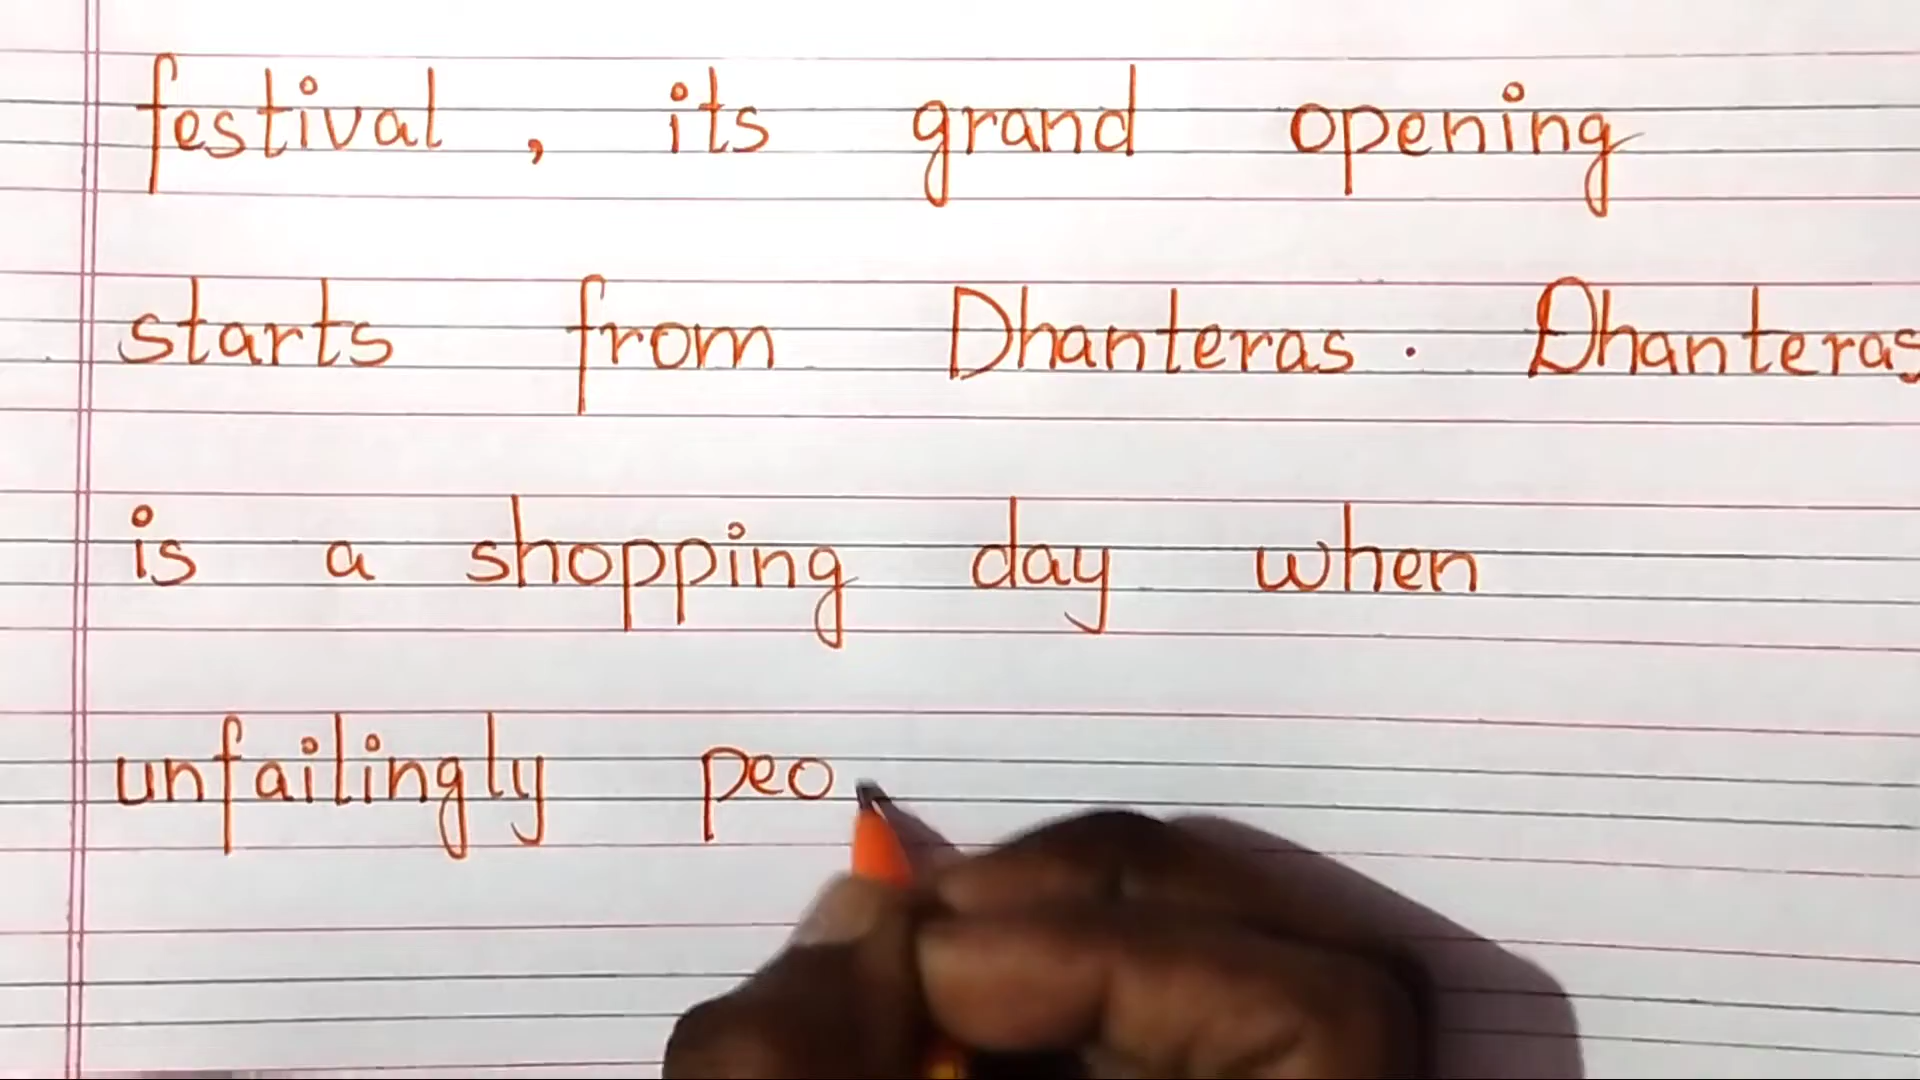 festival , its grand opening
starts from Dhanteras . Dhanteras
is a shopping day when
unfailingly peo